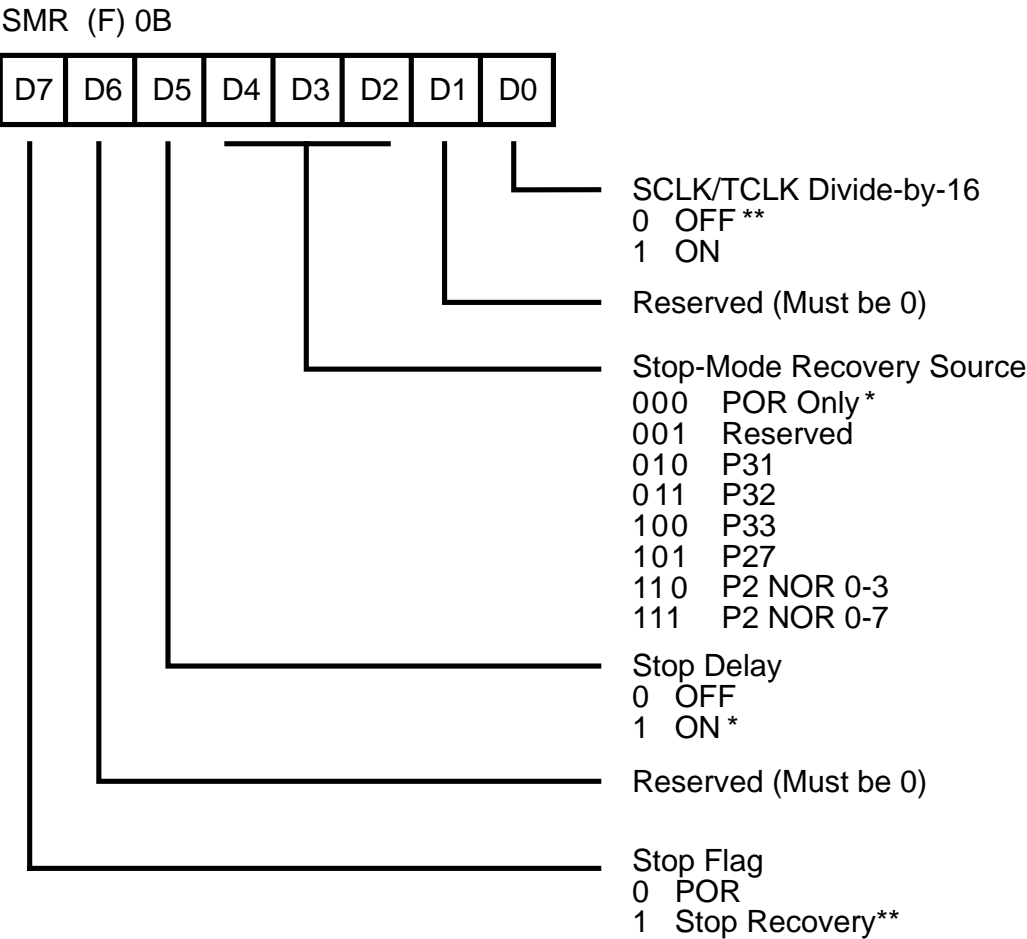 SMR (F) 0B
D7 D6 D5 D4 D3 D2 D1 D0
SCLK/TCLK Divide-by-16
0 OFF **
1 ON
Reserved (Must be 0)
Stop-Mode Recovery Source
000 POR Only *
001 Reserved
010 P31
011 P32
100 P33
101 P27
110 P2 NOR 0-3
111 P2 NOR 0-7
Stop Delay
0 OFF
1 ON *
Reserved (Must be 0)
Stop Flag
0 POR
1 Stop Recovery**